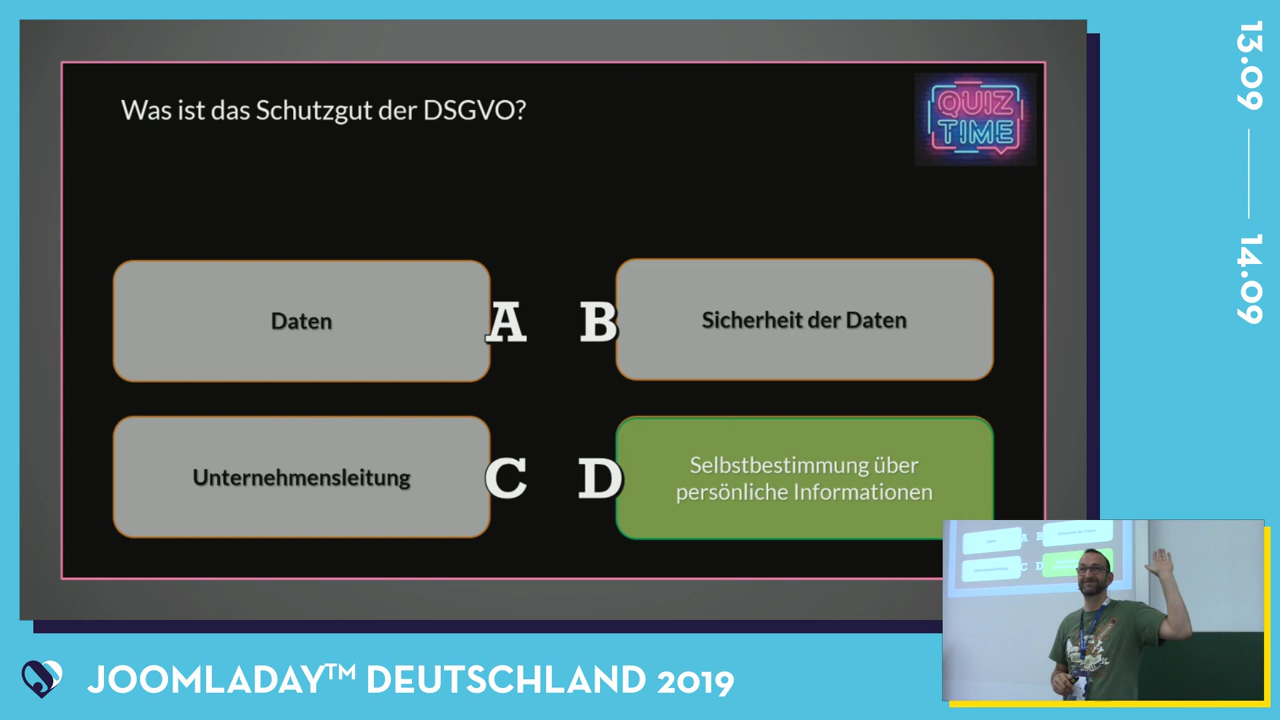 Was ist das Schutzgut der DSGVO?
QUIZ
TIME
Daten
A
B
Sicherheit der Daten
Unternehmensleitung
C
D
Selbstbestimmung über
persönliche Informationen
13.09
14.09
JOOMLADAY™ DEUTSCHLAND 2019